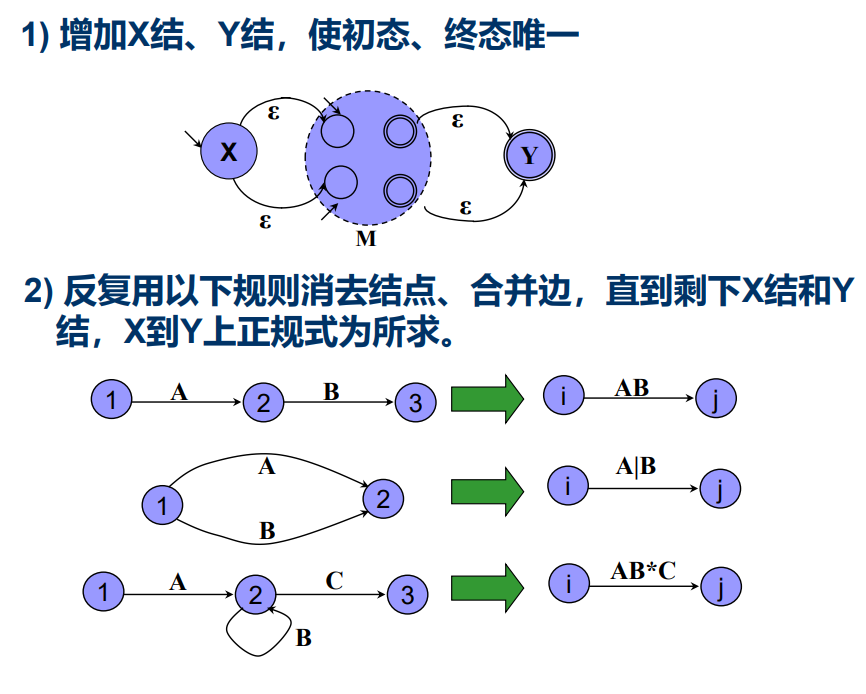 1) 增加X结、Y结，使初态、终态唯一
ε
ε
X
Y
ε
ε
M
2) 反复用以下规则消去结点、合并边，直到剩下X结和Y
结，X到Y上正规式为所求。
1 A 2 B 3 i AB j
A
1 2 i A|B j
B
1 A 2 C 3 i AB*C j
B